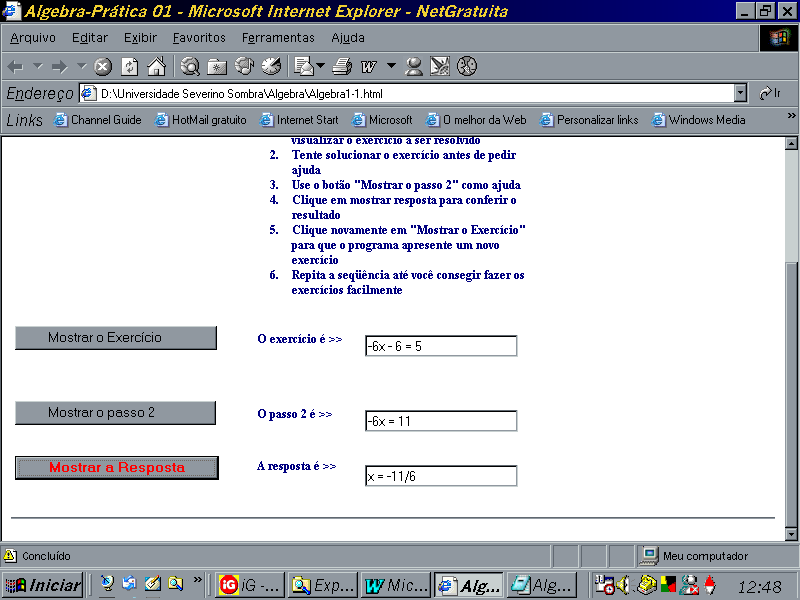 Algebra-Prática 01 - Microsoft Internet Explorer - NetGratuita
Arquivo Editar Exibir Favoritos Ferramentas Ajuda
Endereço D:\Universidade Severino Sombra\Algebra\Algebra1-1.html Ir
Links Channel Guide HotMail gratuito Internet Start Microsoft O melhor da Web Personalizar links Windows Media »
visualizar o exercício a ser resolvido
2. Tente solucionar o exercício antes de pedir
ajuda
3. Use o botão "Mostrar o passo 2" como ajuda
4. Clique em mostrar resposta para conferir o
resultado
5. Clique novamente em "Mostrar o Exercício"
para que o programa apresente um novo
exercício
6. Repita a seqüência até você consegir fazer os
exercícios facilmente
Mostrar o Exercício O exercício é >> -6x - 6 = 5
Mostrar o passo 2 O passo 2 é >> -6x = 11
Mostrar a Resposta A resposta é >> x = -11/6
Concluído Meu computador
Iniciar » iG - ... Exp... Mic... Alg... Alg... 12:48